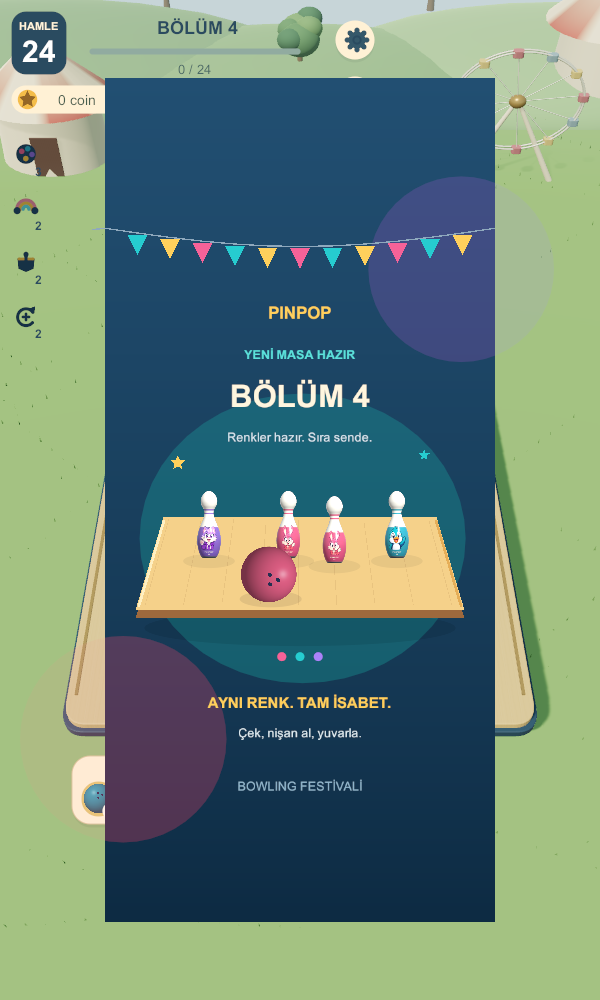 HAMLE
24
BÖLÜM 4
0 / 24
0 coin
2
2
2
PINPOP
YENİ MASA HAZIR
BÖLÜM 4
Renkler hazır. Sıra sende.
AYNI RENK. TAM İSABET.
Çek, nişan al, yuvarla.
BOWLING FESTİVALİ